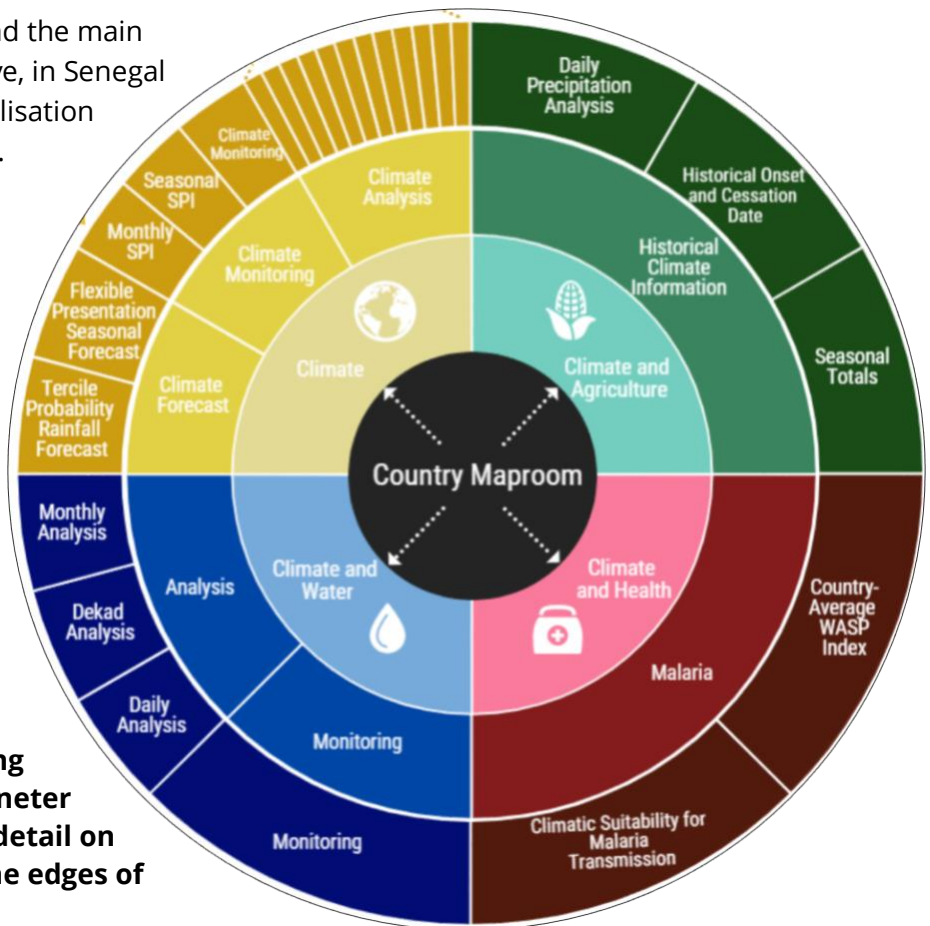 nd the main
ve, in Senegal
lisation
.
Daily
Precipitation
Analysis
Historical Onset
and Cessation
Date
Seasonal
Totals
Historical
Climate
Information
Climate and
Agriculture
Climate
Monitoring
Seasonal
SPI
Monthly
SPI
Flexible
Presentation
Seasonal
Forecast
Tercile
Probability
Rainfall
Forecast
Climate
Analysis
Climate
Monitoring
Climate
Forecast
Climate
Country Maproom
Climate and
Water
Analysis
Monitoring
Monthly
Analysis
Dekad
Analysis
Daily
Analysis
Monitoring
Climate
and Health
Malaria
Country-
Average
WASP
Index
Climatic Suitability for
Malaria
Transmission
ng
neter
detail on
ne edges of